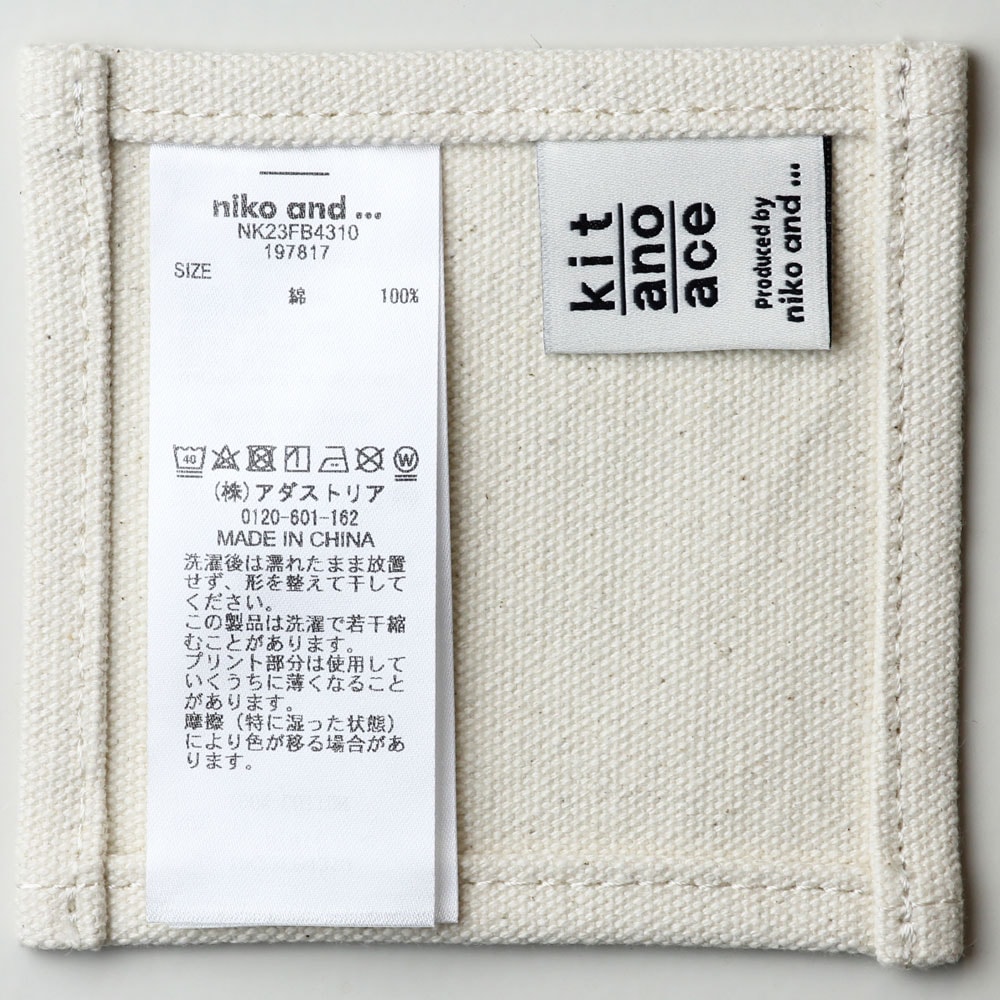 niko and ...
NK23FB4310
197817
SIZE
綿 100%
40
W
(株)アダストリア
0120-601-162
MADE IN CHINA
洗濯後は濡れたまま放置
せず、形を整えて干して
ください。
この製品は洗濯で若干縮
むことがあります。
プリント部分は使用して
いくうちに薄くなること
があります。
摩擦（特に湿った状態）
により色が移る場合があ
ります。
kit
ano
ace
Produced by
niko and ...